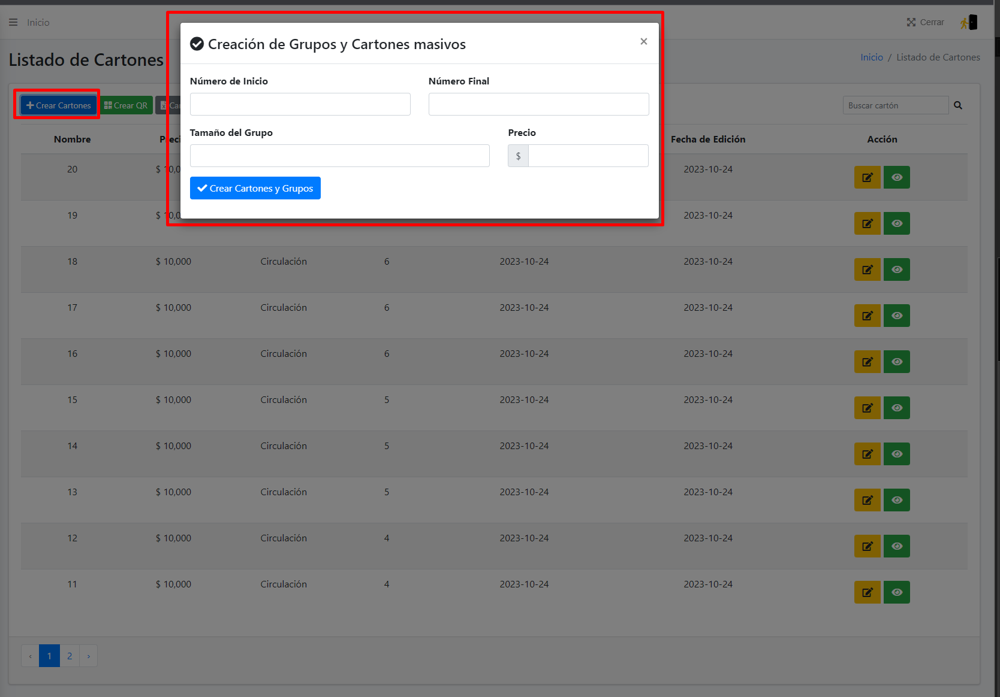 Inicio
Cerrar
Listado de Cartones
Inicio / Listado de Cartones
Creación de Grupos y Cartones masivos
×
Número de Inicio
Número Final
Tamaño del Grupo
Precio
$
Crear Cartones y Grupos
Crear Cartones
Crear QR
Buscar cartón
Nombre
Fecha de Edición
Acción
20 2023-10-24
19 2023-10-24
18 $ 10,000 Circulación 6 2023-10-24 2023-10-24
17 $ 10,000 Circulación 6 2023-10-24 2023-10-24
16 $ 10,000 Circulación 6 2023-10-24 2023-10-24
15 $ 10,000 Circulación 5 2023-10-24 2023-10-24
14 $ 10,000 Circulación 5 2023-10-24 2023-10-24
13 $ 10,000 Circulación 5 2023-10-24 2023-10-24
12 $ 10,000 Circulación 4 2023-10-24 2023-10-24
11 $ 10,000 Circulación 4 2023-10-24 2023-10-24
‹ 1 2 ›